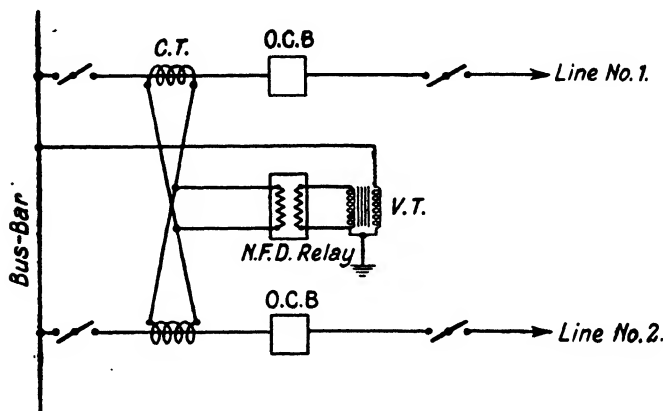 C.T.
O.C.B
Line No.1.
Bus-Bar
V.T.
N.F.D. Relay
O.C.B
Line No.2.